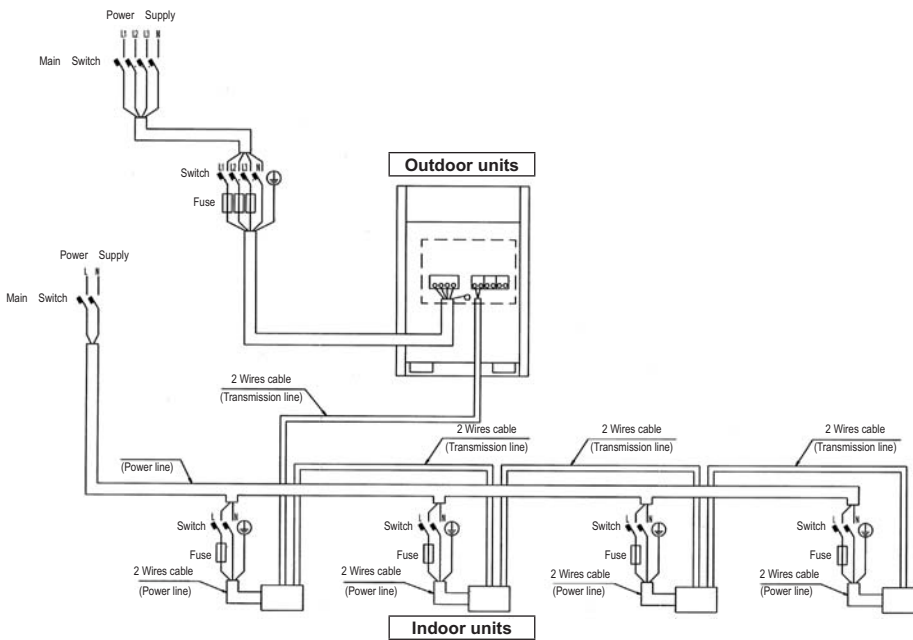 Power Supply
L1 L2 L3 N
Main Switch
L1 L2 L3 N
Switch
Fuse
Outdoor units
Power Supply
L N
Main Switch
2 Wires cable
(Transmission line)
2 Wires cable
(Transmission line)
2 Wires cable
(Transmission line)
2 Wires cable
(Transmission line)
(Power line)
L N
Switch
Fuse
2 Wires cable
(Power line)
L N
Switch
Fuse
2 Wires cable
(Power line)
L N
Switch
Fuse
2 Wires cable
(Power line)
L N
Switch
Fuse
2 Wires cable
(Power line)
Indoor units